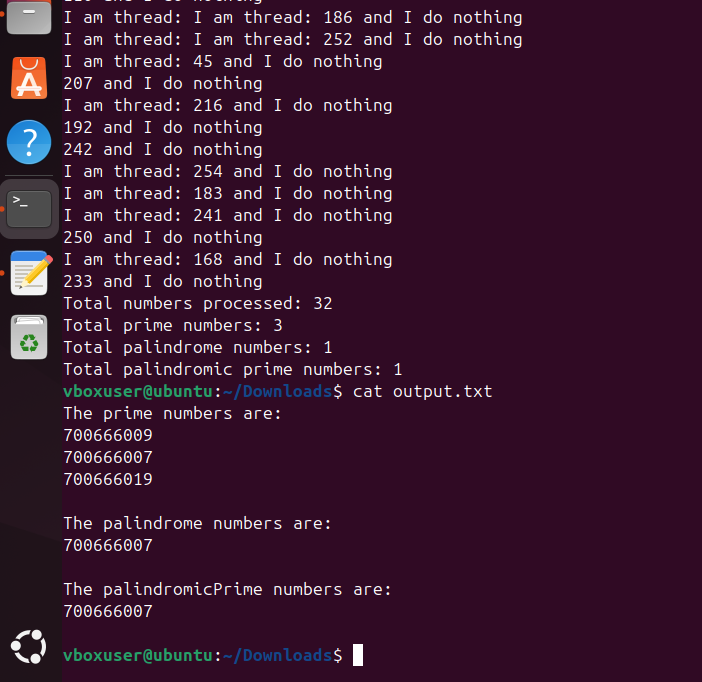 and I do nothing
I am thread: I am thread: 186 and I do nothing
I am thread: I am thread: 252 and I do nothing
I am thread: 45 and I do nothing
207 and I do nothing
I am thread: 216 and I do nothing
192 and I do nothing
242 and I do nothing
I am thread: 254 and I do nothing
I am thread: 183 and I do nothing
I am thread: 241 and I do nothing
250 and I do nothing
I am thread: 168 and I do nothing
233 and I do nothing
Total numbers processed: 32
Total prime numbers: 3
Total palindrome numbers: 1
Total palindromic prime numbers: 1
vboxuser@ubuntu:~/Downloads$ cat output.txt
The prime numbers are:
700666009
700666007
700666019
The palindrome numbers are:
700666007
The palindromicPrime numbers are:
700666007
vboxuser@ubuntu:~/Downloads$